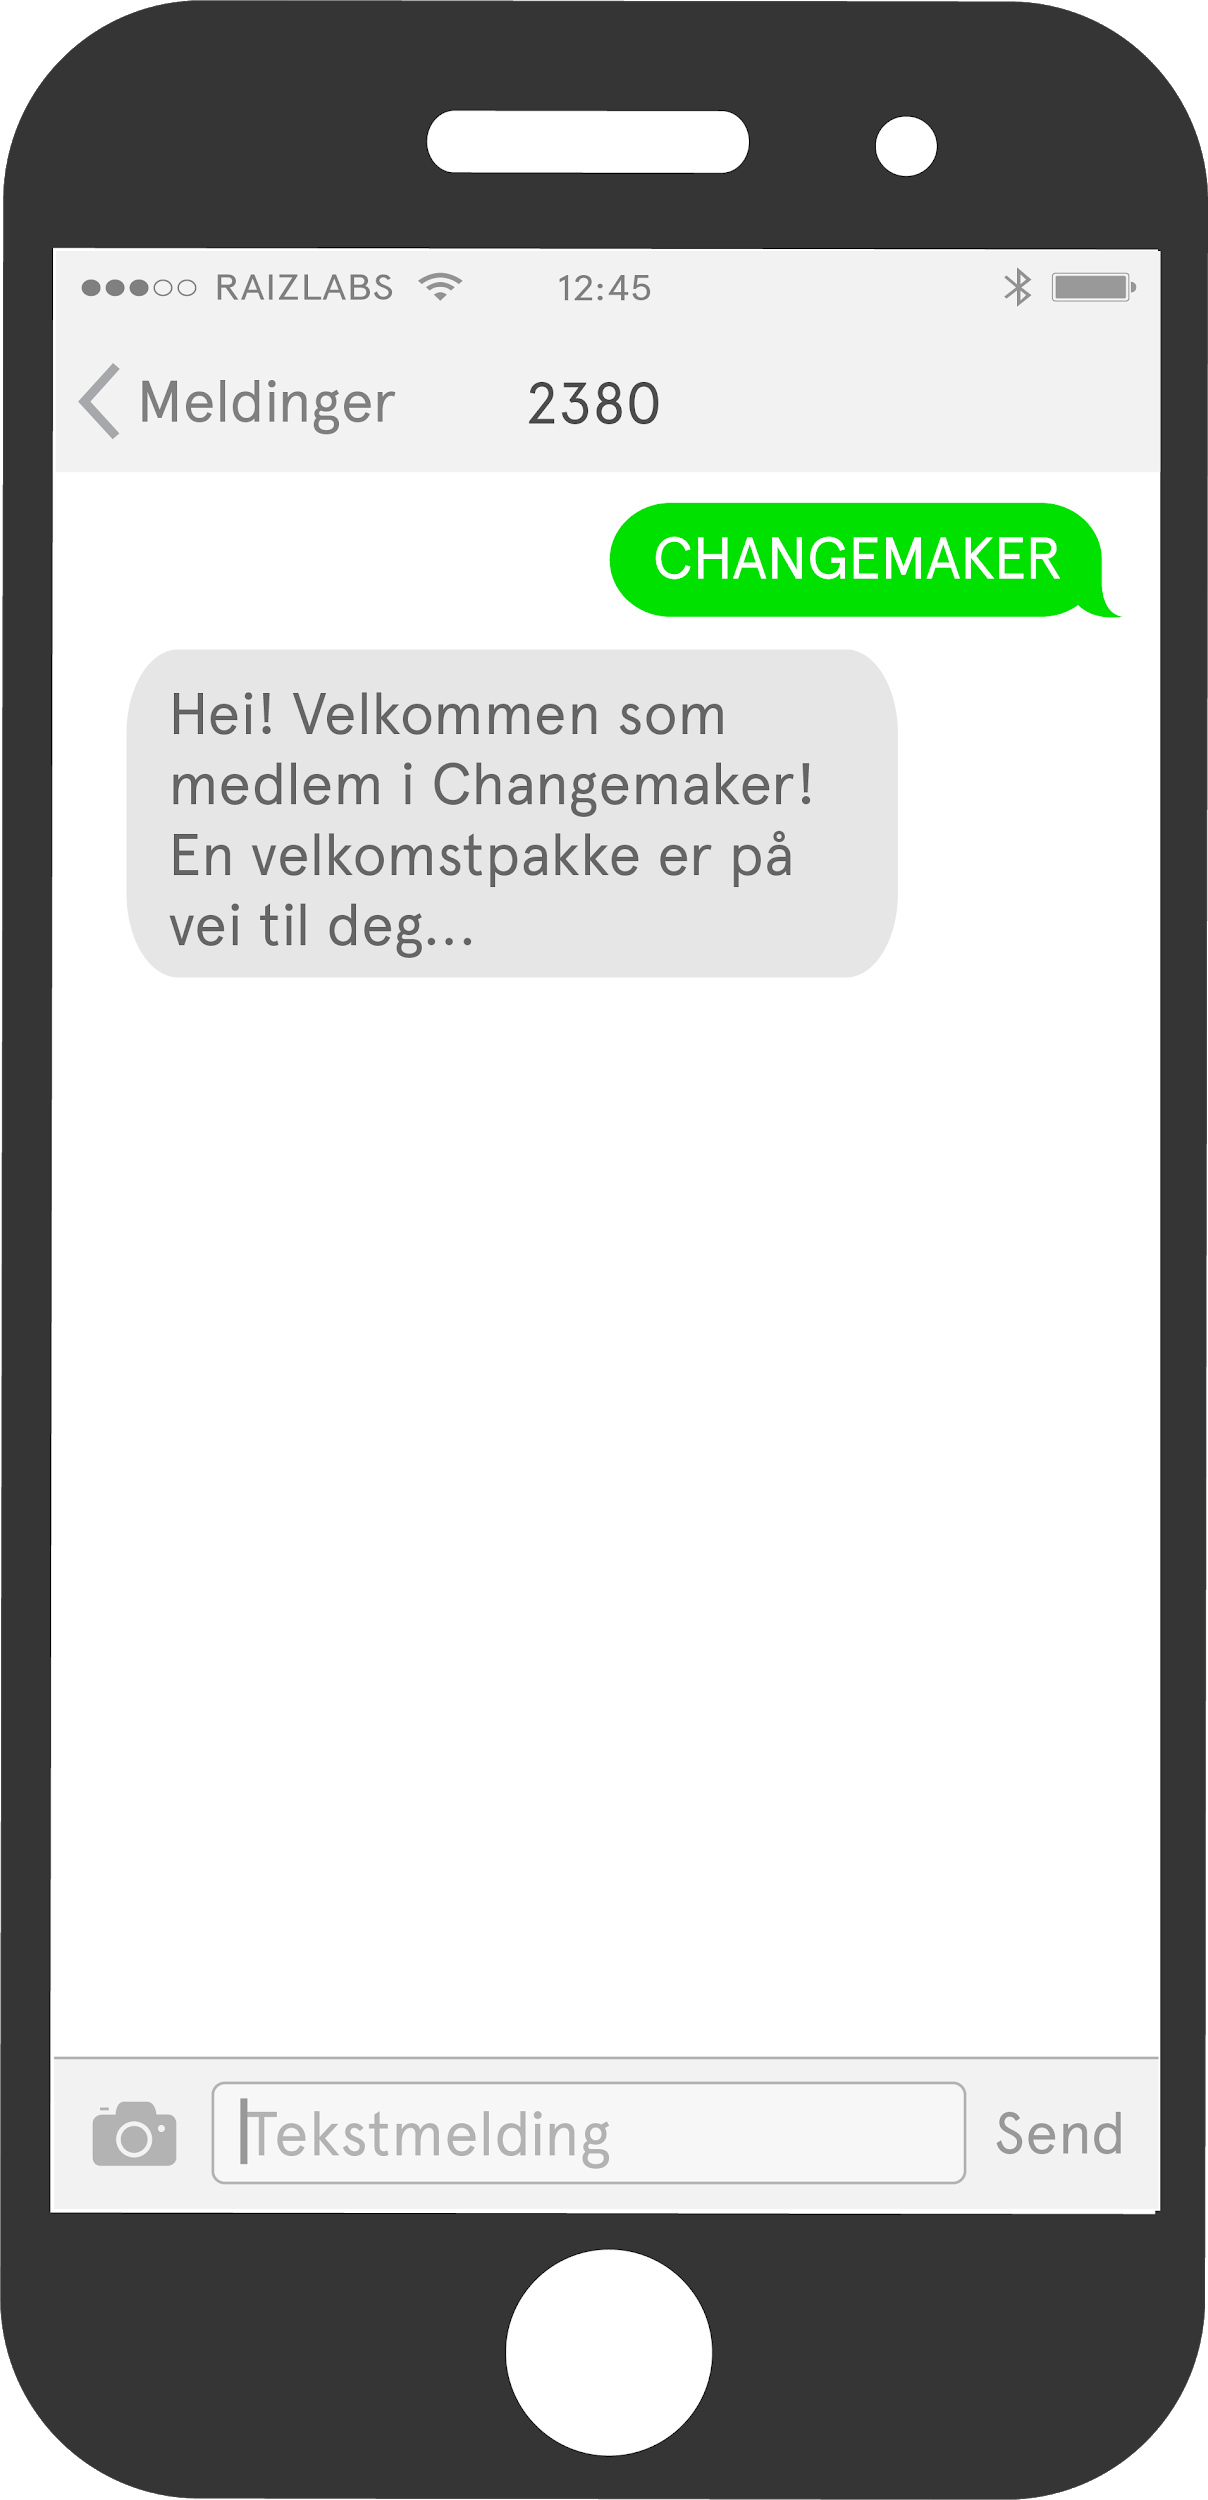 RAIZLABS 12:45
Meldinger 2380
CHANGEMAKER
Hei! Velkommen som
medlem i Changemaker!
En velkomstpakke er på
vei til deg...
Tekstmelding Send